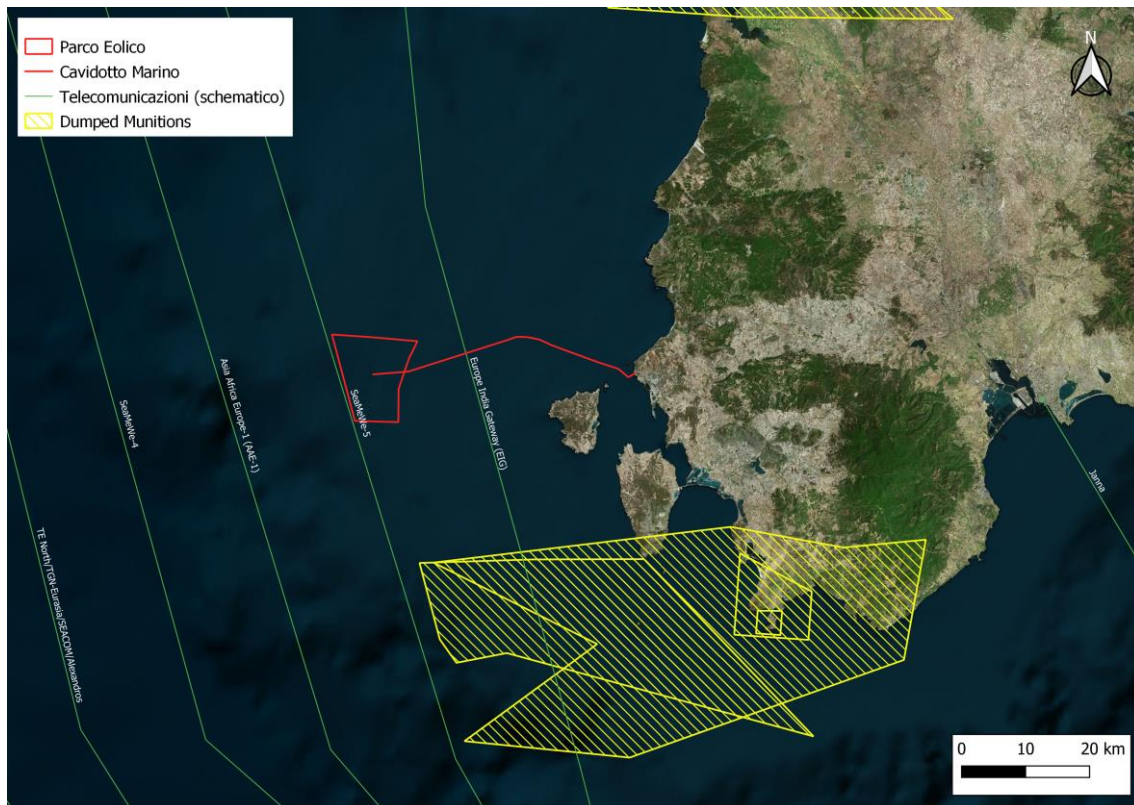 Parco Eolico
Cavidotto Marino
Telecomunicazioni (schematico)
Dumped Munitions
N
SeaMeWe-4
Asia Africa Europe-1 (AAE-1)
SeaMeWe-5
Europe India Gateway (EIG)
Janna
TE North/TGN-Eurasia/SEACOM/Alexandros
0 10 20 km